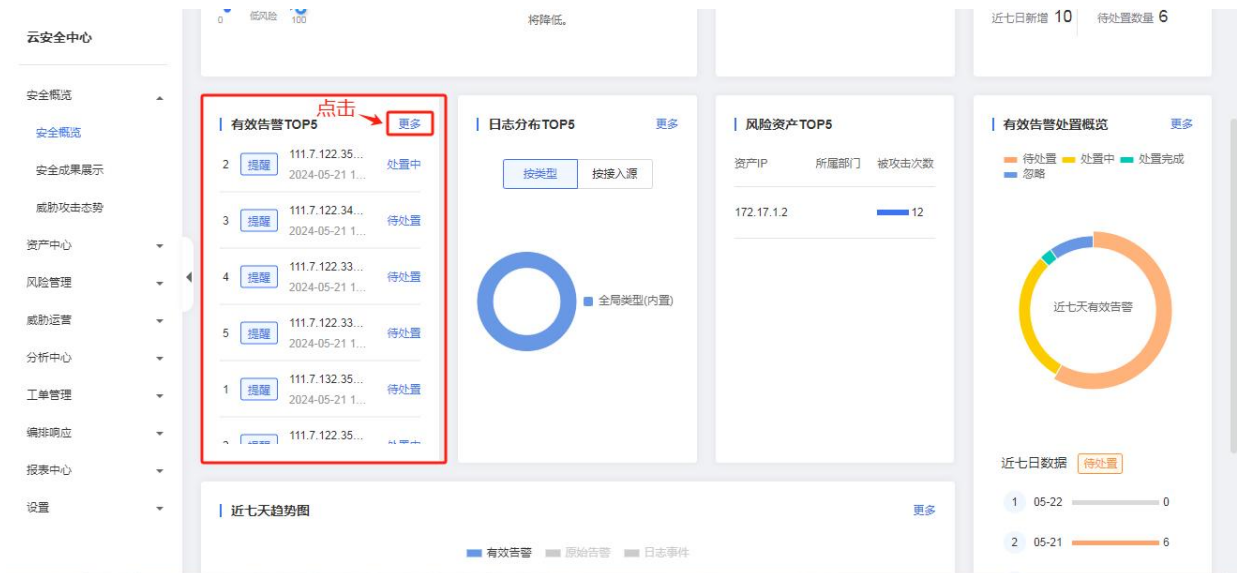 云安全中心
安全概览
安全概览
安全成果展示
威胁攻击态势
资产中心
风险管理
威胁运营
分析中心
工单管理
编排响应
报表中心
设置
0 低风险 100
将降低。
近七日新增 10 待处置数量 6
点击
有效告警TOP5 更多
2 提醒 111.7.122.35... 处置中
2024-05-21 1...
3 提醒 111.7.122.34... 待处置
2024-05-21 1...
4 提醒 111.7.122.33... 待处置
2024-05-21 1...
5 提醒 111.7.122.33... 待处置
2024-05-21 1...
1 提醒 111.7.132.35... 待处置
2024-05-21 1...
111.7.122.35...
日志分布TOP5 更多
按类型 按接入源
全局类型(内置)
风险资产TOP5
资产IP 所属部门 被攻击次数
172.17.1.2 12
有效告警处置概览 更多
待处置 处置中 处置完成
忽略
近七天有效告警
近七日数据 待处置
1 05-22 0
2 05-21 6
近七天趋势图 更多
有效告警 原始告警 日志事件